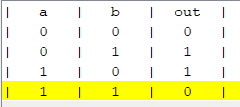 | a | b | out |
| 0 | 0 | 0 |
| 0 | 1 | 1 |
| 1 | 0 | 1 |
| 1 | 1 | 0 |